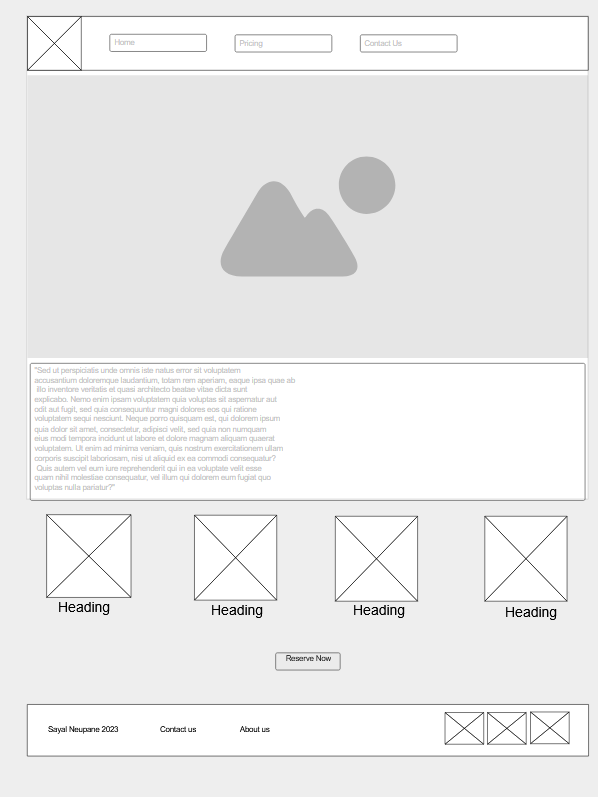 Home
Pricing
Contact Us
"Sed ut perspiciatis unde omnis iste natus error sit voluptatem
accusantium doloremque laudantium, totam rem aperiam, eaque ipsa quae ab
illo inventore veritatis et quasi architecto beatae vitae dicta sunt
explicabo. Nemo enim ipsam voluptatem quia voluptas sit aspernatur aut
odit aut fugit, sed quia consequuntur magni dolores eos qui ratione
voluptatem sequi nesciunt. Neque porro quisquam est, qui dolorem ipsum
quia dolor sit amet, consectetur, adipisci velit, sed quia non numquam
eius modi tempora incidunt ut labore et dolore magnam aliquam quaerat
voluptatem. Ut enim ad minima veniam, quis nostrum exercitationem ullam
corporis suscipit laboriosam, nisi ut aliquid ex ea commodi consequatur?
Quis autem vel eum iure reprehenderit qui in ea voluptate velit esse
quam nihil molestiae consequatur, vel illum qui dolorem eum fugiat quo
voluptas nulla pariatur?"
Heading
Heading
Heading
Heading
Reserve Now
Sayal Neupane 2023
Contact us
About us